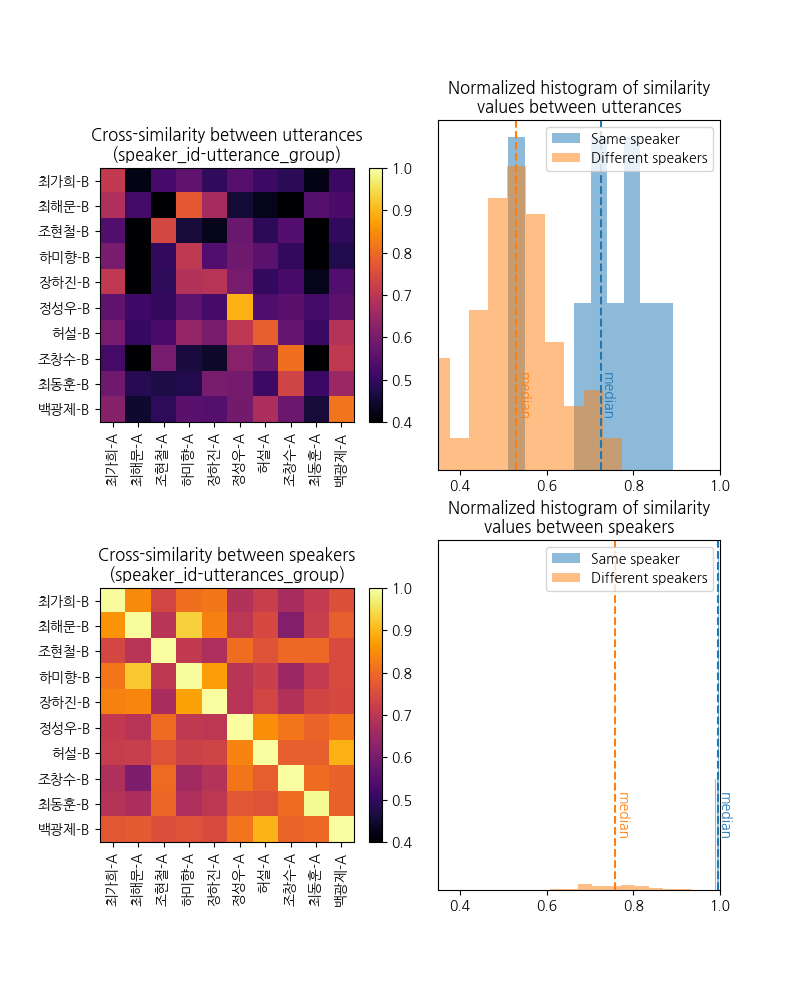 Cross-similarity between utterances
(speaker_id-utterance_group)
최가희-B
최해문-B
조현철-B
하미향-B
장하진-B
정성우-B
허설-B
조창수-B
최동훈-B
백광제-B
최가희-A
최해문-A
조현철-A
하미향-A
장하진-A
정성우-A
허설-A
조창수-A
최동훈-A
백광제-A
1.0
0.9
0.8
0.7
0.6
0.5
0.4
Normalized histogram of similarity
values between utterances
Same speaker
Different speakers
median
median
0.4 0.6 0.8 1.0
Cross-similarity between speakers
(speaker_id-utterances_group)
최가희-B
최해문-B
조현철-B
하미향-B
장하진-B
정성우-B
허설-B
조창수-B
최동훈-B
백광제-B
최가희-A
최해문-A
조현철-A
하미향-A
장하진-A
정성우-A
허설-A
조창수-A
최동훈-A
백광제-A
1.0
0.9
0.8
0.7
0.6
0.5
0.4
Normalized histogram of similarity
values between speakers
Same speaker
Different speakers
median
median
0.4 0.6 0.8 1.0